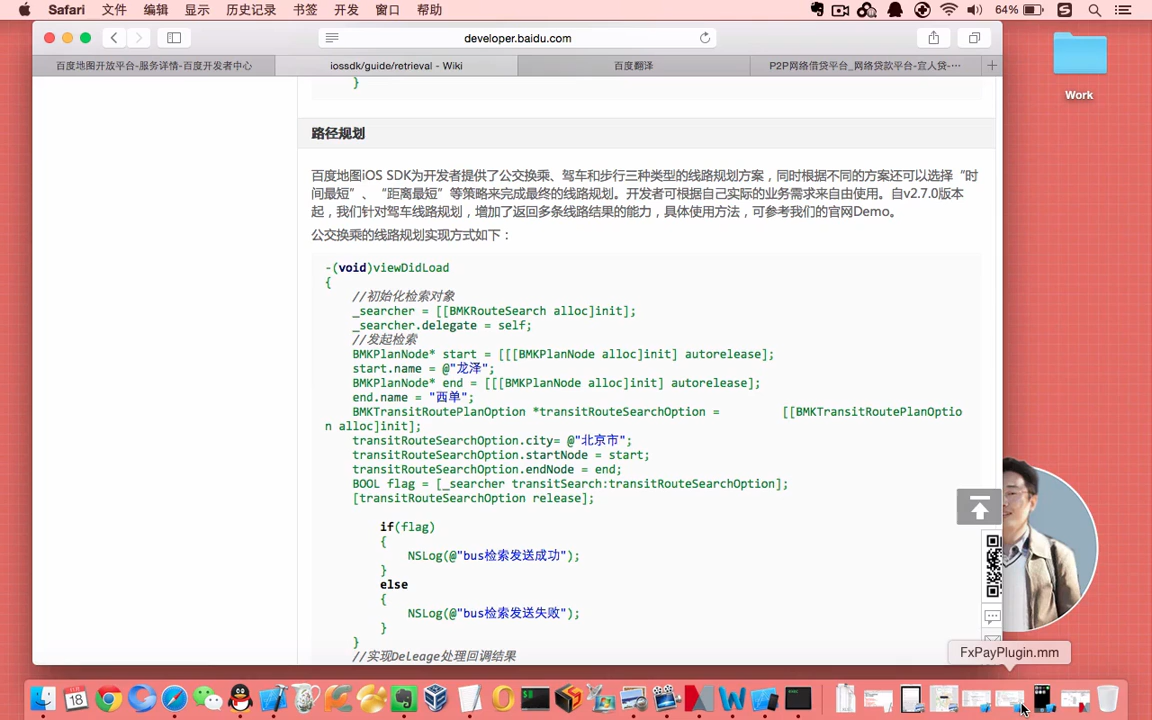 Safari 文件 编辑 显示 历史记录 书签 开发 窗口 帮助 64%
developer.baidu.com
百度地图开放平台-服务详情-百度开发者中心 iossdk/guide/retrieval - Wiki 百度翻译 P2P网络借贷平台_网络贷款平台-宜人贷-…
Work
}
路径规划
百度地图iOS SDK为开发者提供了公交换乘、驾车和步行三种类型的线路规划方案，同时根据不同的方案还可以选择“时
间最短”、“距离最短”等策略来完成最终的线路规划。开发者可根据自己实际的业务需求来自由使用。自v2.7.0版本
起，我们针对驾车线路规划，增加了返回多条线路结果的能力，具体使用方法，可参考我们的官网Demo。
公交换乘的线路规划实现方式如下：
-(void)viewDidLoad
{
//初始化检索对象
_searcher = [[BMKRouteSearch alloc]init];
_searcher.delegate = self;
//发起检索
BMKPlanNode* start = [[[BMKPlanNode alloc]init] autorelease];
start.name = @"龙泽";
BMKPlanNode* end = [[[BMKPlanNode alloc]init] autorelease];
end.name = "西单";
BMKTransitRoutePlanOption *transitRouteSearchOption = [[BMKTransitRoutePlanOptio
n alloc]init];
transitRouteSearchOption.city= @"北京市";
transitRouteSearchOption.startNode = start;
transitRouteSearchOption.endNode = end;
BOOL flag = [_searcher transitSearch:transitRouteSearchOption];
[transitRouteSearchOption release];
if(flag)
{
NSLog(@"bus检索发送成功");
}
else
{
NSLog(@"bus检索发送失败");
}
}
//实现Deleage处理回调结果
FxPayPlugin.mm